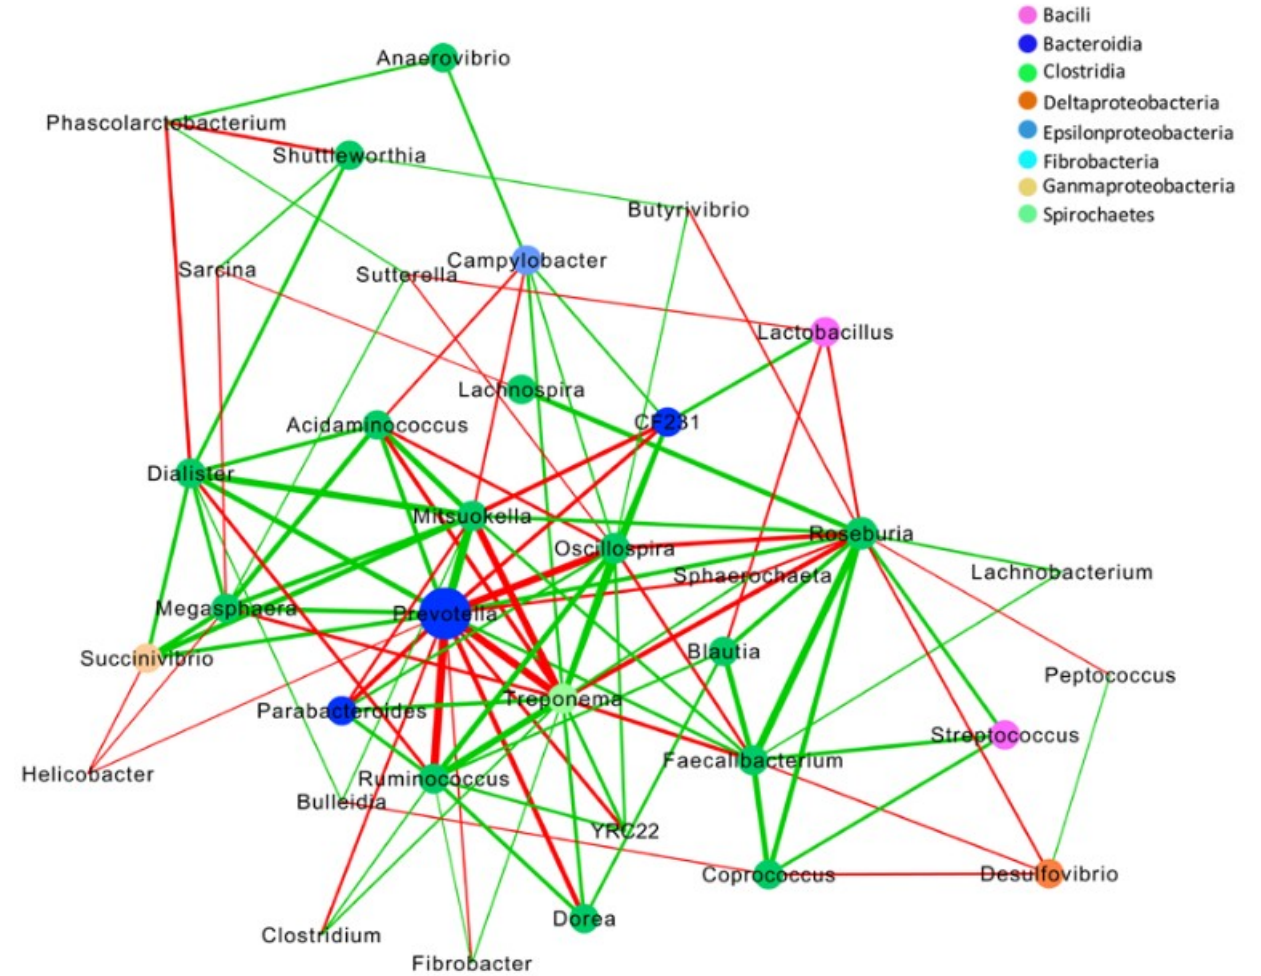 Bacili
Bacteroidia
Clostridia
Deltaproteobacteria
Epsilonproteobacteria
Fibrobacteria
Ganmaproteobacteria
Spirochaetes
Anaerovibrio
Phascolarctobacterium
Shuttleworthia
Butyrivibrio
Campylobacter
Sarcina
Sutterolla
Lactobacillus
Lachnospira
CF231
Acidaminococcus
Dialister
Mitsuokella
Roseburia
Oscillospira
Lachnobacterium
Sphaerochaeta
Megasphaera
Prevotella
Blautia
Succinivibrio
Peptococcus
Treponema
Parabacteroides
Streptococcus
Faecalibacterium
Helicobacter
Ruminococcus
Bulleidia
YRC22
Coprococcus
Desulfovibrio
Dorea
Clostridium
Fibrobacter